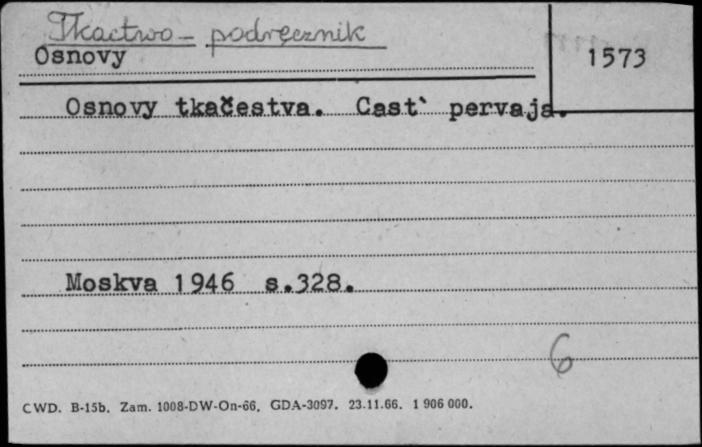 Tkactwo - podręcznik
Osnovy
1573
Osnovy tkačestva. Cast` pervaja.
Moskva 1946 s.328.
6
CWD. B-15b. Zam. 1008-DW-On-66. GDA-3097. 23.11.66. 1 906 000.